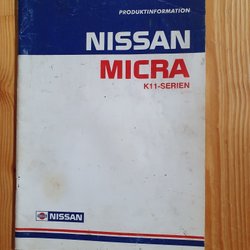 PRODUKTINFORMATION
NISSAN
MICRA
K11-SERIEN
NISSAN